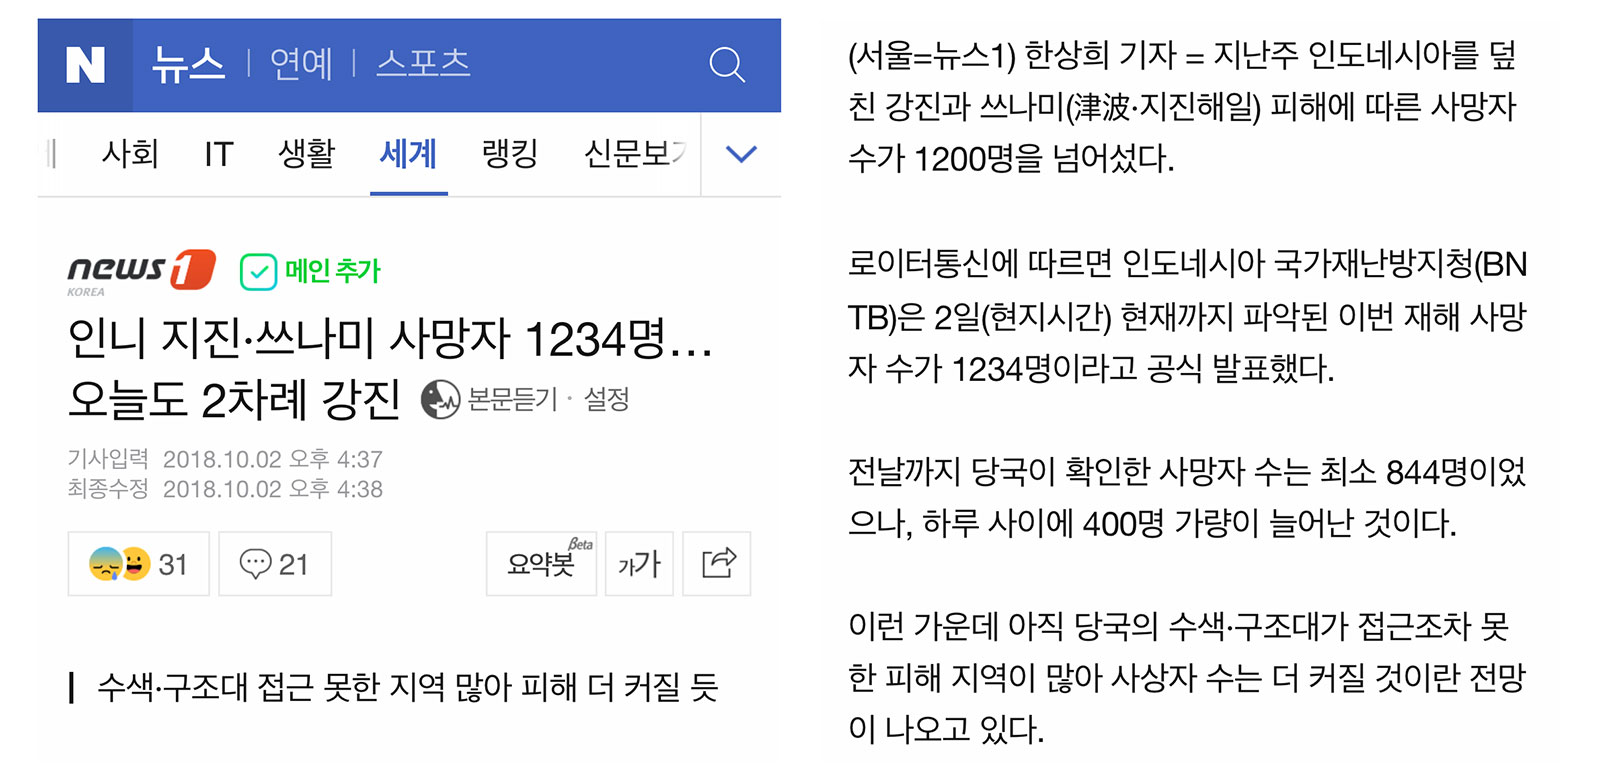 N 뉴스 | 연예 | 스포츠
사회 IT 생활 세계 랭킹 신문보기
news1 메인 추가
KOREA
인니 지진·쓰나미 사망자 1234명...
오늘도 2차례 강진 본문듣기 · 설정
기사입력 2018.10.02 오후 4:37
최종수정 2018.10.02 오후 4:38
31 21 요약봇 Beta 가가
수색·구조대 접근 못한 지역 많아 피해 더 커질 듯
(서울=뉴스1) 한상희 기자 = 지난주 인도네시아를 덮
친 강진과 쓰나미(津波·지진해일) 피해에 따른 사망자
수가 1200명을 넘어섰다.
로이터통신에 따르면 인도네시아 국가재난방지청(BN
TB)은 2일(현지시간) 현재까지 파악된 이번 재해 사망
자 수가 1234명이라고 공식 발표했다.
전날까지 당국이 확인한 사망자 수는 최소 844명이었
으나, 하루 사이에 400명 가량이 늘어난 것이다.
이런 가운데 아직 당국의 수색·구조대가 접근조차 못
한 피해 지역이 많아 사상자 수는 더 커질 것이란 전망
이 나오고 있다.